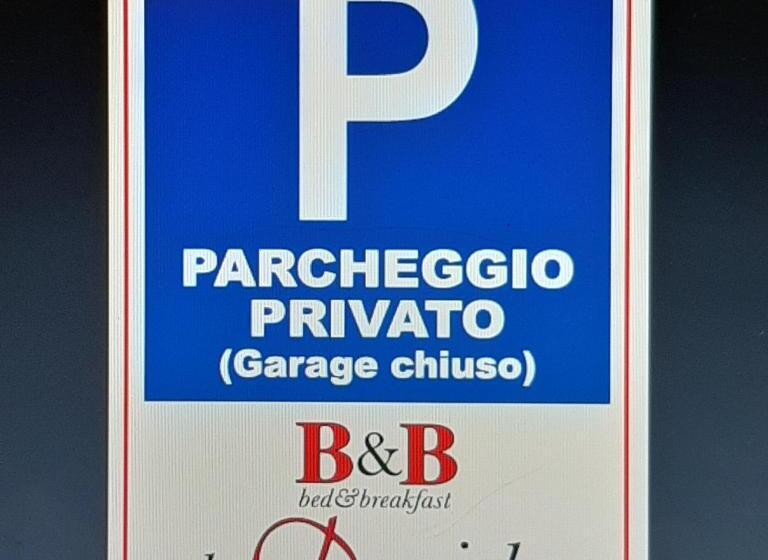 P
PARCHEGGIO
PRIVATO
(Garage chiuso)
B&B
bed&breakfast